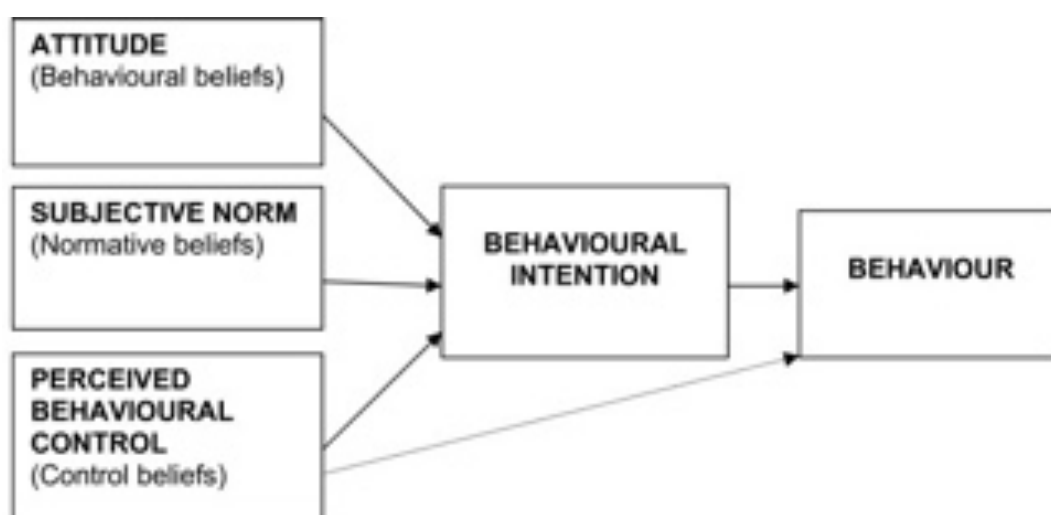 ATTITUDE
(Behavioural beliefs)
SUBJECTIVE NORM
(Normative beliefs)
PERCEIVED
BEHAVIOURAL
CONTROL
(Control beliefs)
BEHAVIOURAL
INTENTION
BEHAVIOUR